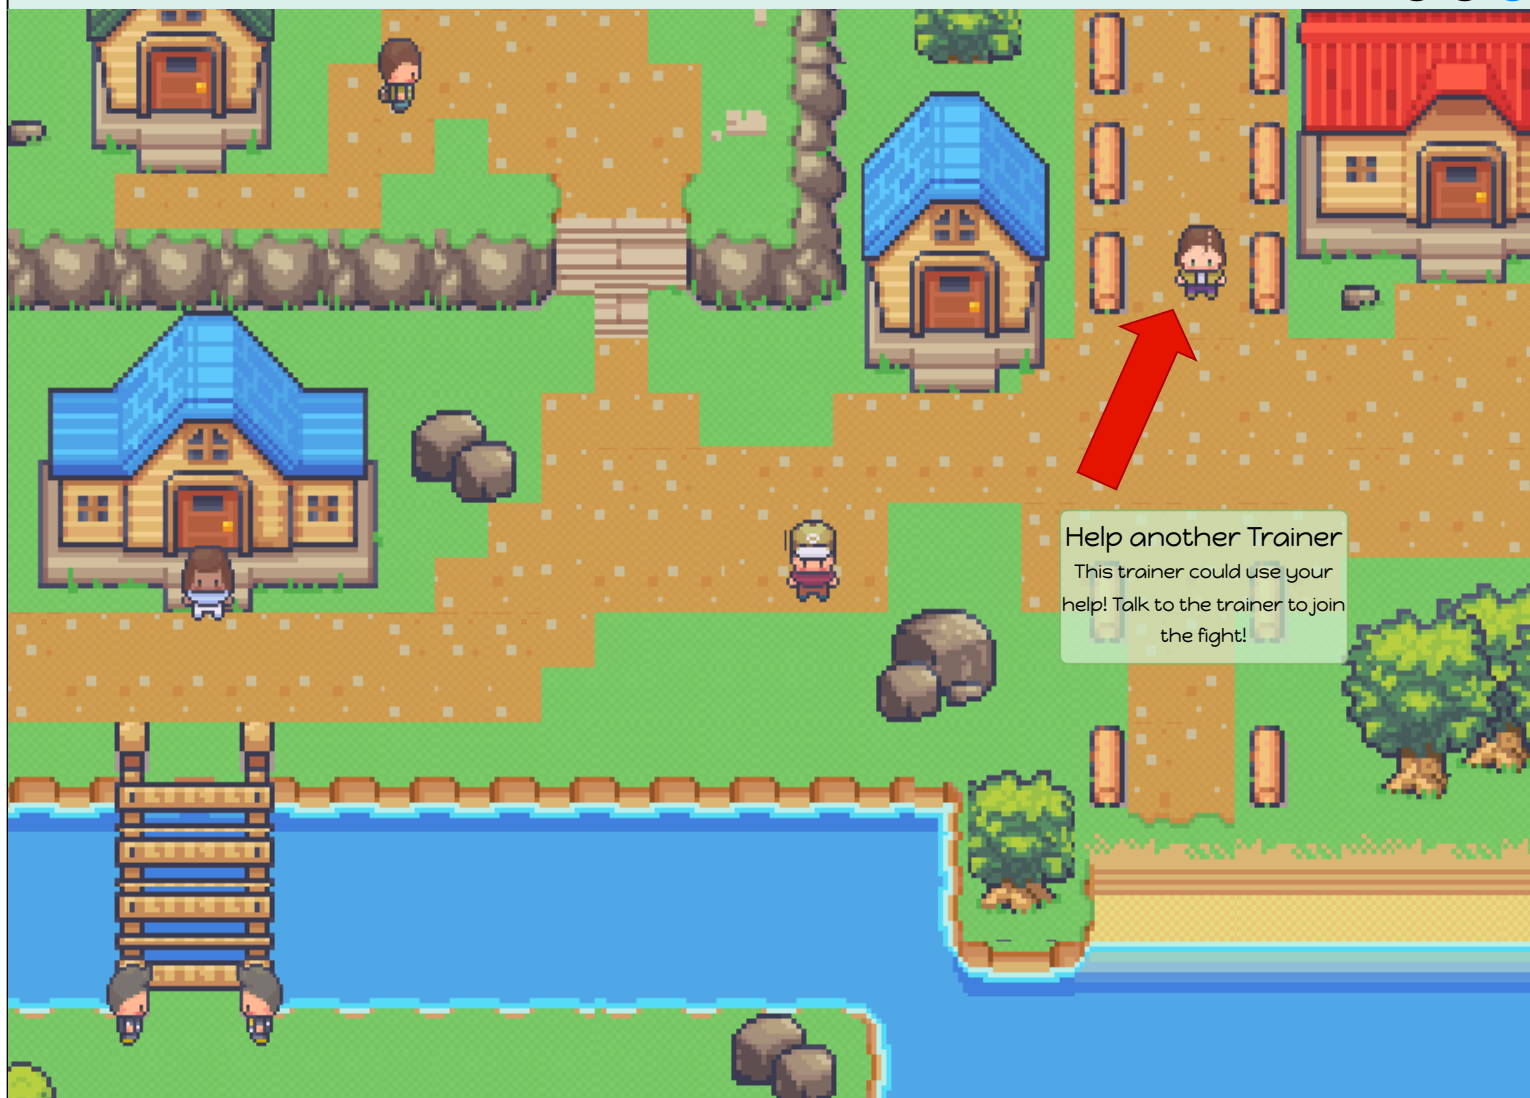 Help another Trainer
This trainer could use your
help! Talk to the trainer to join
the fight!